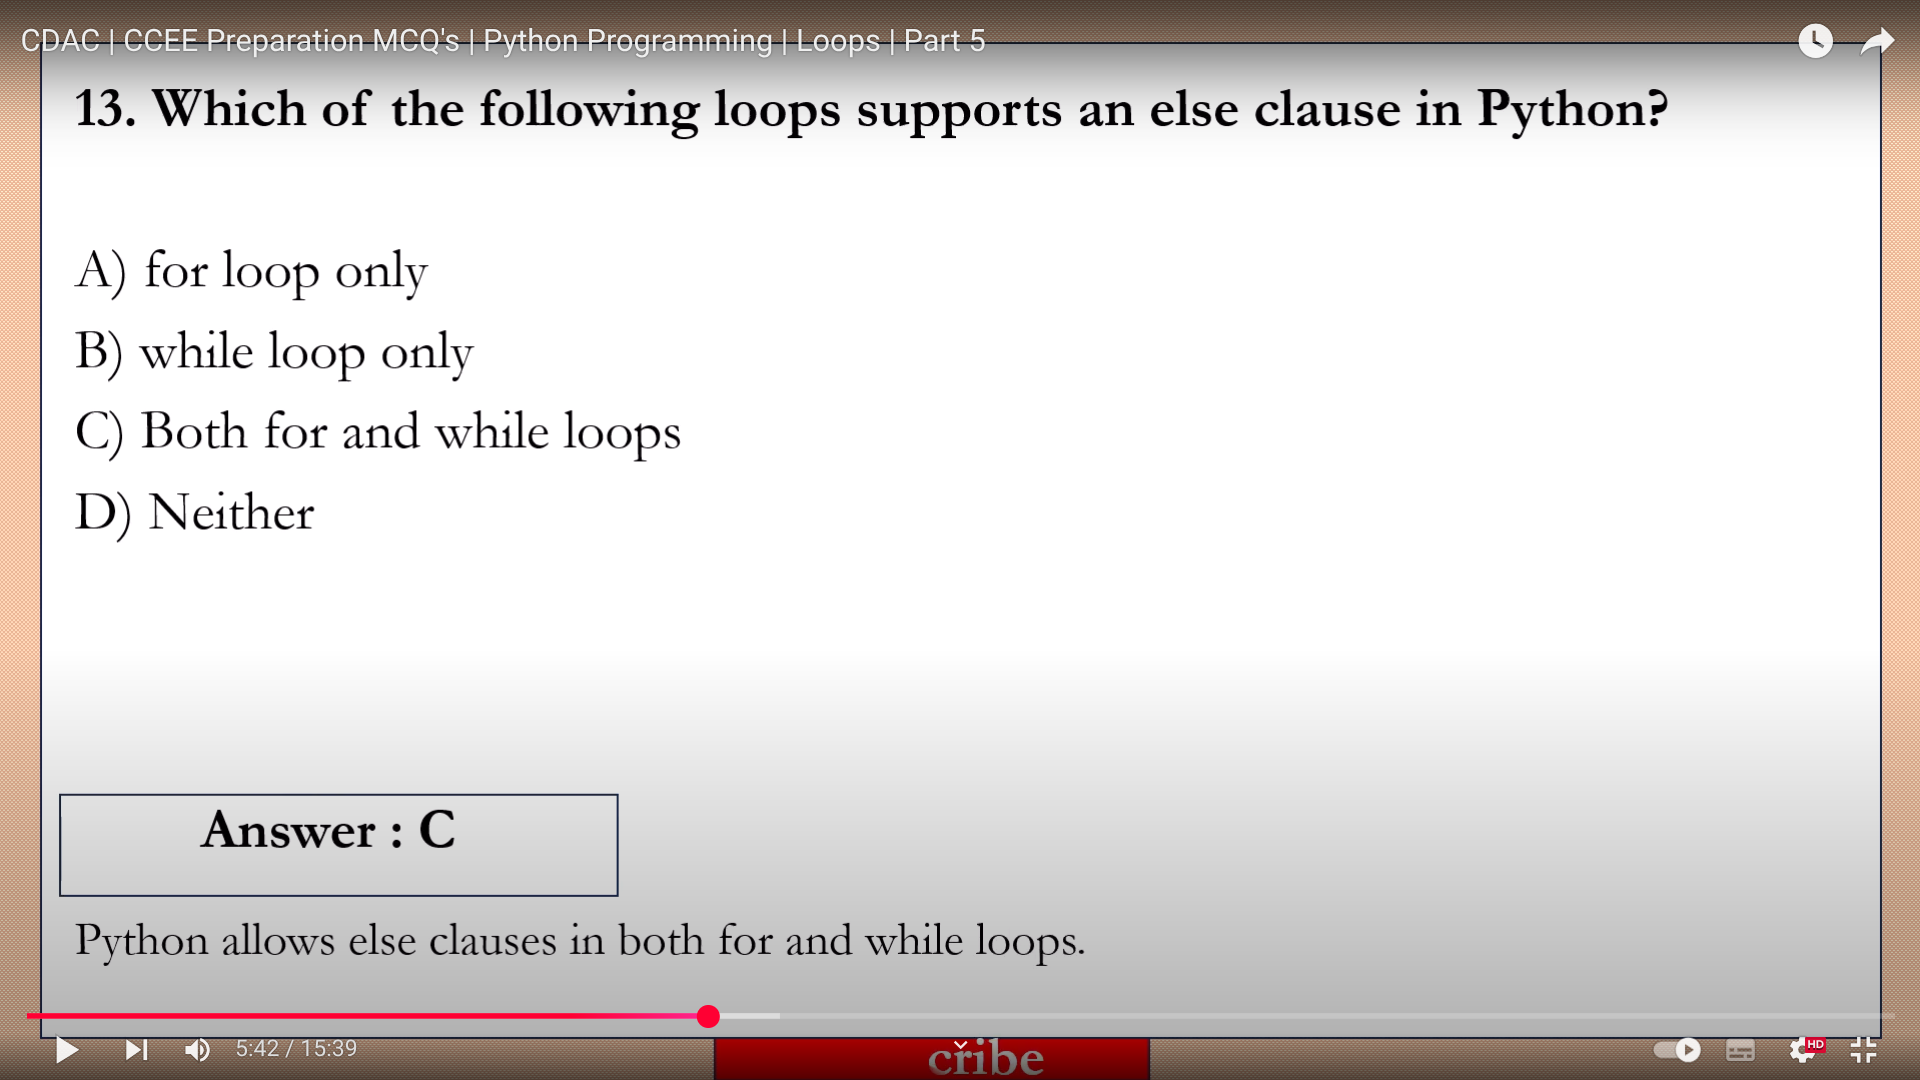 CDAC | CCEE Preparation MCQ's | Python Programming | Loops | Part 5
13. Which of the following loops supports an else clause in Python?
A) for loop only
B) while loop only
C) Both for and while loops
D) Neither
Answer : C
Python allows else clauses in both for and while loops.
5:42 / 15:39
cribe
HD